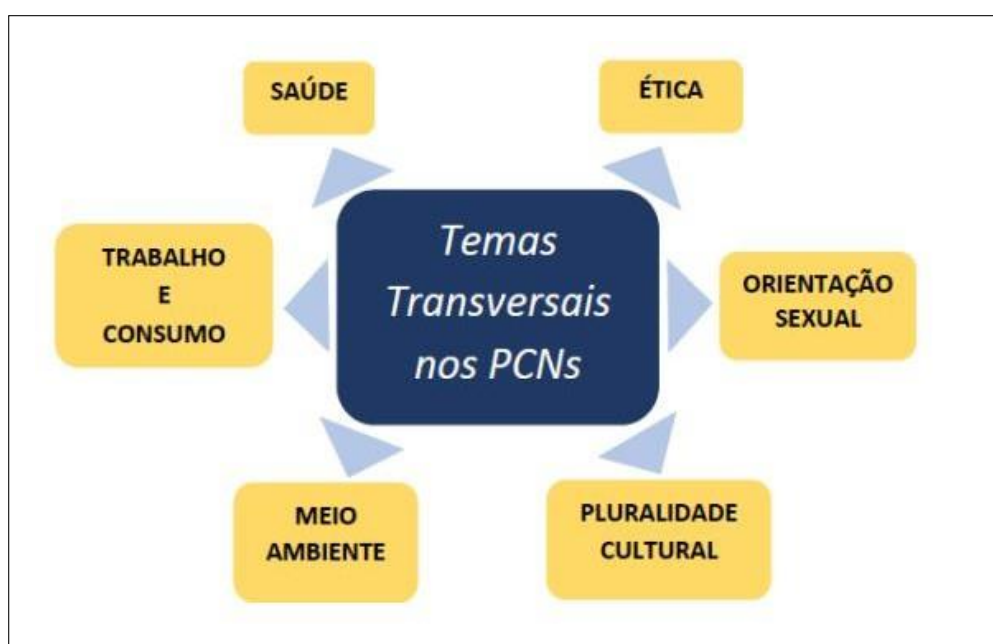 SAÚDE
ÉTICA
Temas
Transversais
nos PCNs
TRABALHO
E
CONSUMO
ORIENTAÇÃO
SEXUAL
MEIO
AMBIENTE
PLURALIDADE
CULTURAL